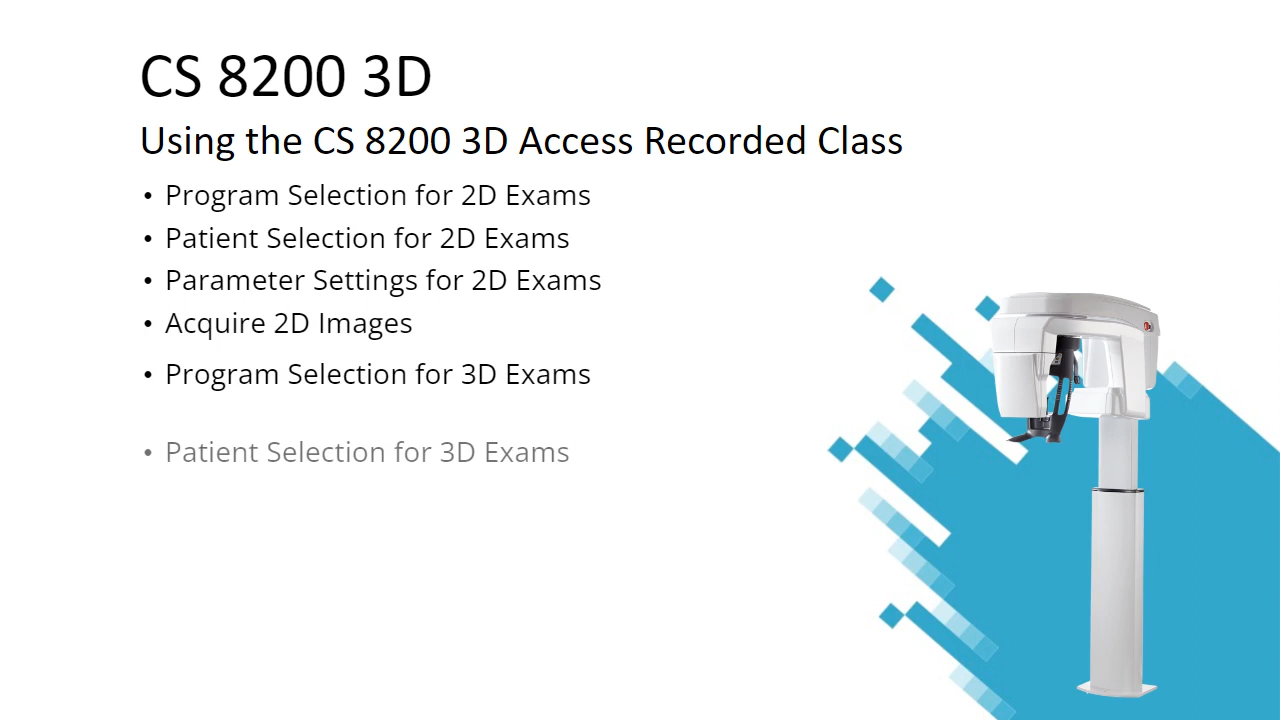 CS 8200 3D
Using the CS 8200 3D Access Recorded Class
• Program Selection for 2D Exams
• Patient Selection for 2D Exams
• Parameter Settings for 2D Exams
• Acquire 2D Images
• Program Selection for 3D Exams
• Patient Selection for 3D Exams